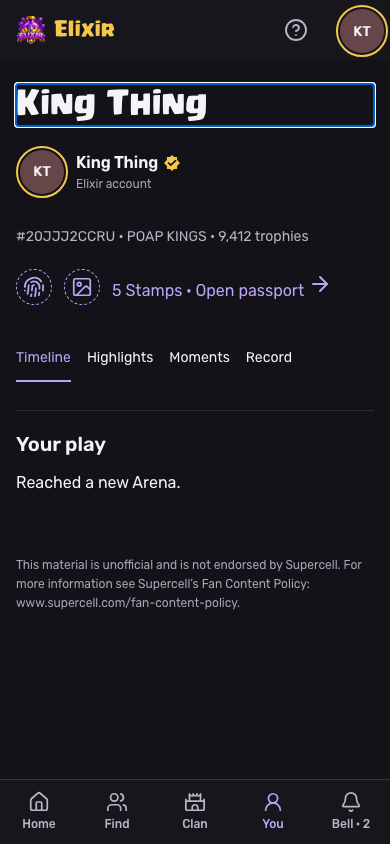 Elixir
KT
King Thing
KT
King Thing
Elixir account
#20JJJ2CCRU • POAP KINGS • 9,412 trophies
5 Stamps • Open passport
Timeline Highlights Moments Record
Your play
Reached a new Arena.
This material is unofficial and is not endorsed by Supercell. For
more information see Supercell's Fan Content Policy:
www.supercell.com/fan-content-policy.
Home Find Clan You Bell • 2